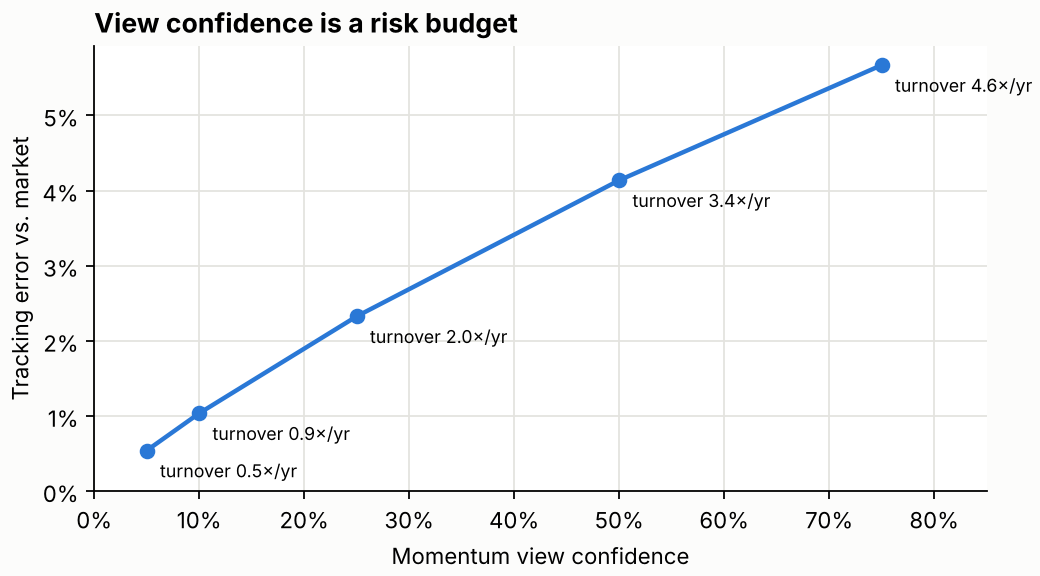 View confidence is a risk budget
Tracking error vs. market
5%
4%
3%
2%
1%
0%
turnover 4.6×/yr
turnover 3.4×/yr
turnover 2.0×/yr
turnover 0.9×/yr
turnover 0.5×/yr
0% 10% 20% 30% 40% 50% 60% 70% 80%
Momentum view confidence